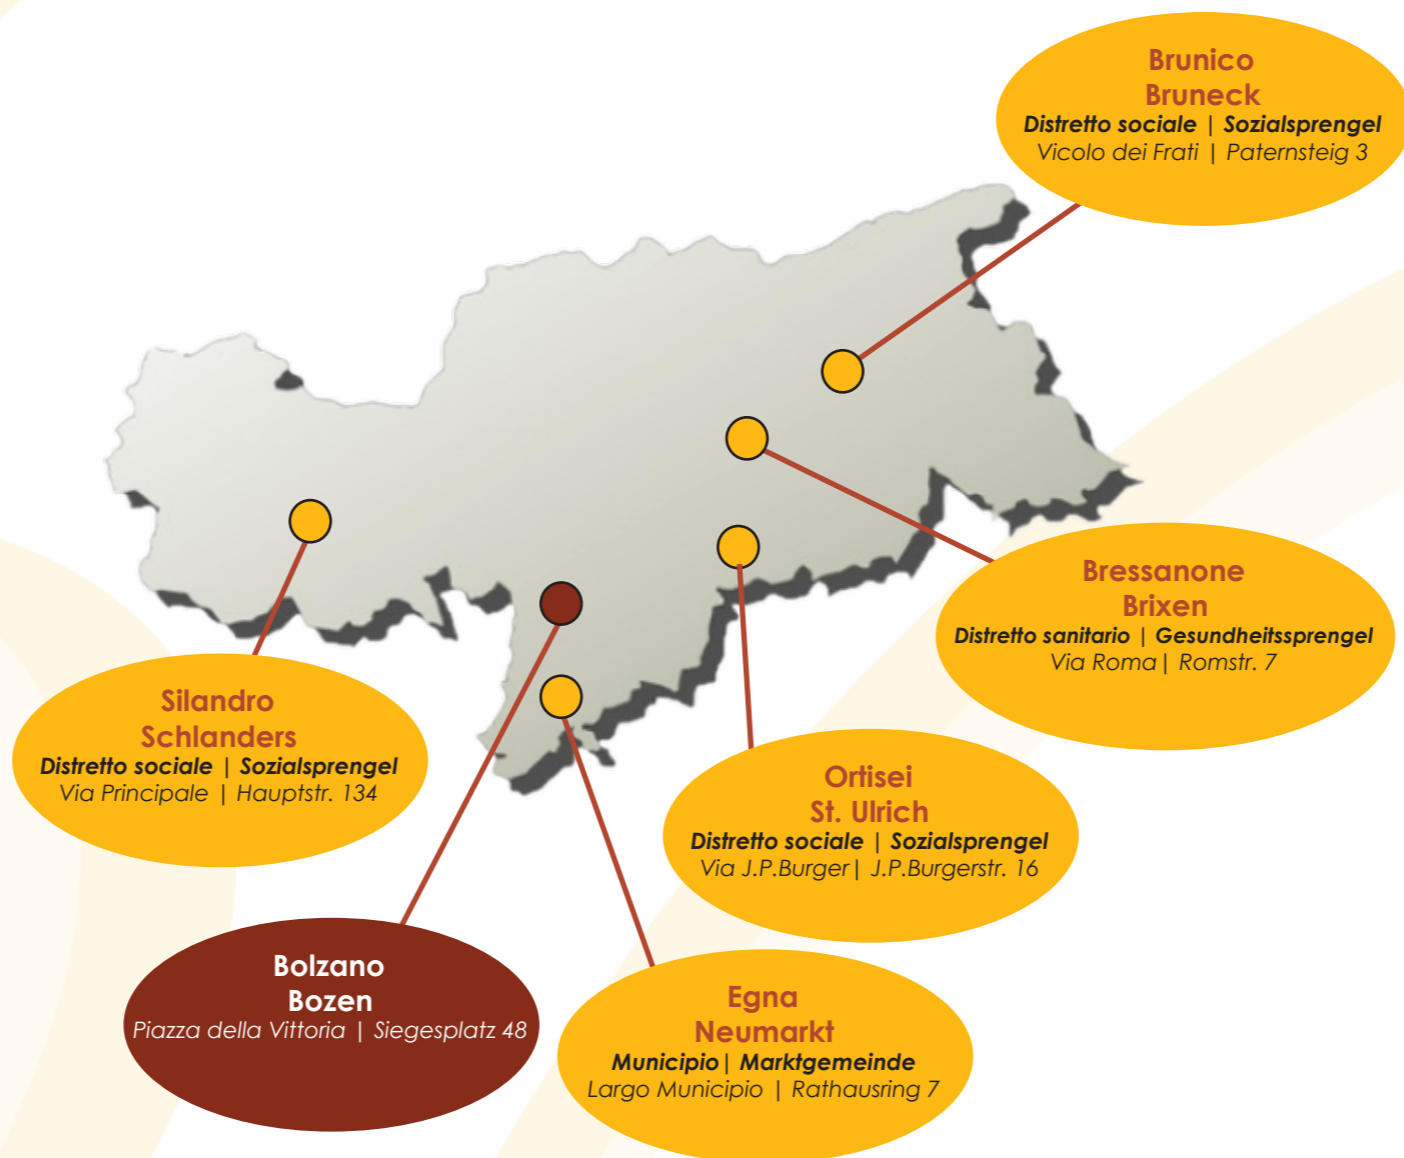 Brunico
Bruneck
Distretto sociale | Sozialsprengel
Vicolo dei Frati | Paternsteig 3
Bressanone
Brixen
Distretto sanitario | Gesundheitssprengel
Via Roma| Romstr. 7
Silandro
Schlanders
Distretto sociale | Sozialsprengel
Via Principale | Hauptstr. 134
Ortisei
St. Ulrich
Distretto sociale | Sozialsprengel
Via J.P.Burger| J.P.Burgerstr. 16
Bolzano
Bozen
Piazza della Vittoria | Siegesplatz 48
Egna
Neumarkt
Municipio| Marktgemeinde
Largo Municipio | Rathausring 7